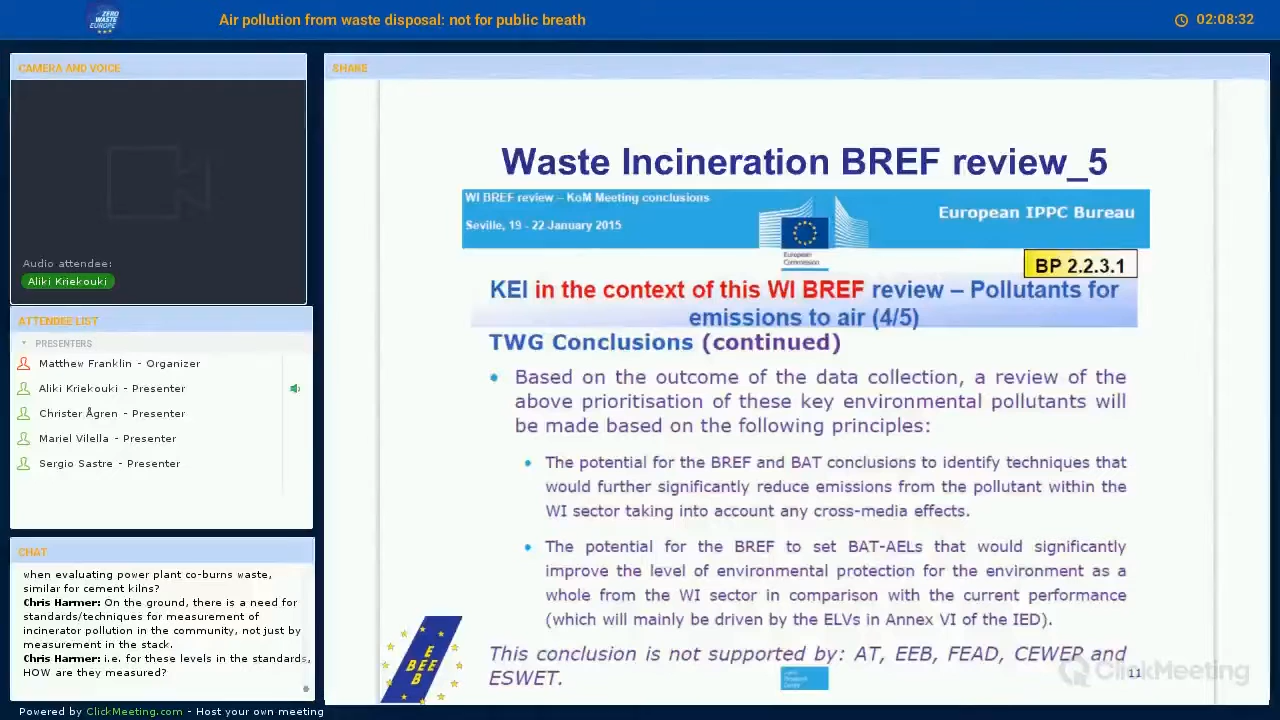 ZERO WASTE EUROPE
Air pollution from waste disposal: not for public breath
02:08:32
CAMERA AND VOICE
Audio attendee:
Aliki Kriekouki
ATTENDEE LIST
PRESENTERS
Matthew Franklin - Organizer
Aliki Kriekouki - Presenter
Christer Ågren - Presenter
Mariel Vilella - Presenter
Sergio Sastre - Presenter
CHAT
when evaluating power plant co-burns waste,
similar for cement kilns?
Chris Harmer: On the ground, there is a need for
standards/techniques for measurement of
incinerator pollution in the community, not just by
measurement in the stack.
Chris Harmer: i.e. for these levels in the standards,
HOW are they measured?
SHARE
Waste Incineration BREF review_5
WI BREF review – KoM Meeting conclusions
Seville, 19 - 22 January 2015
European
Commission
European IPPC Bureau
BP 2.2.3.1
KEI in the context of this WI BREF review – Pollutants for
emissions to air (4/5)
TWG Conclusions (continued)
Based on the outcome of the data collection, a review of the
above prioritisation of these key environmental pollutants will
be made based on the following principles:
The potential for the BREF and BAT conclusions to identify techniques that
would further significantly reduce emissions from the pollutant within the
WI sector taking into account any cross-media effects.
The potential for the BREF to set BAT-AELs that would significantly
improve the level of environmental protection for the environment as a
whole from the WI sector in comparison with the current performance
(which will mainly be driven by the ELVs in Annex VI of the IED).
This conclusion is not supported by: AT, EEB, FEAD, CEWEP and
ESWET.
E
BEE
B
11
ClickMeeting
Powered by ClickMeeting.com - Host your own meeting